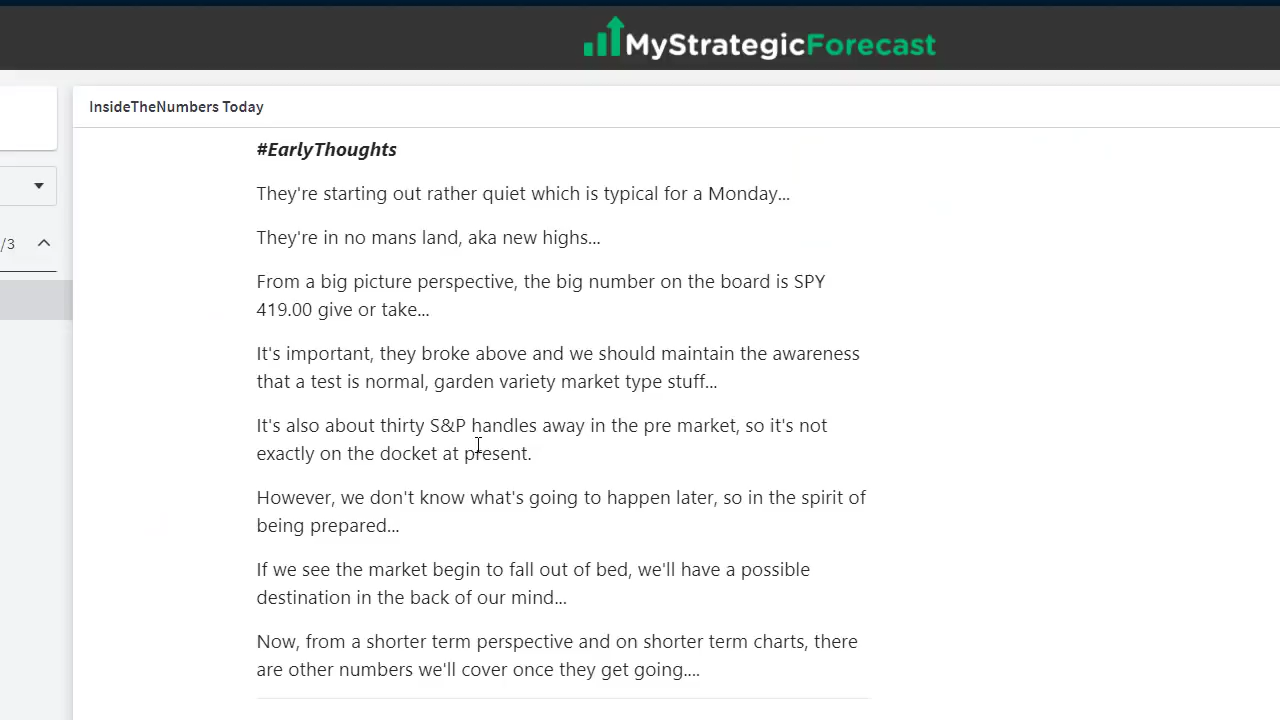 MyStrategicForecast
InsideTheNumbers Today
/3
#EarlyThoughts
They're starting out rather quiet which is typical for a Monday...
They're in no mans land, aka new highs...
From a big picture perspective, the big number on the board is SPY
419.00 give or take...
It's important, they broke above and we should maintain the awareness
that a test is normal, garden variety market type stuff...
It's also about thirty S&P handles away in the pre market, so it's not
exactly on the docket at present.
However, we don't know what's going to happen later, so in the spirit of
being prepared...
If we see the market begin to fall out of bed, we'll have a possible
destination in the back of our mind...
Now, from a shorter term perspective and on shorter term charts, there
are other numbers we'll cover once they get going....